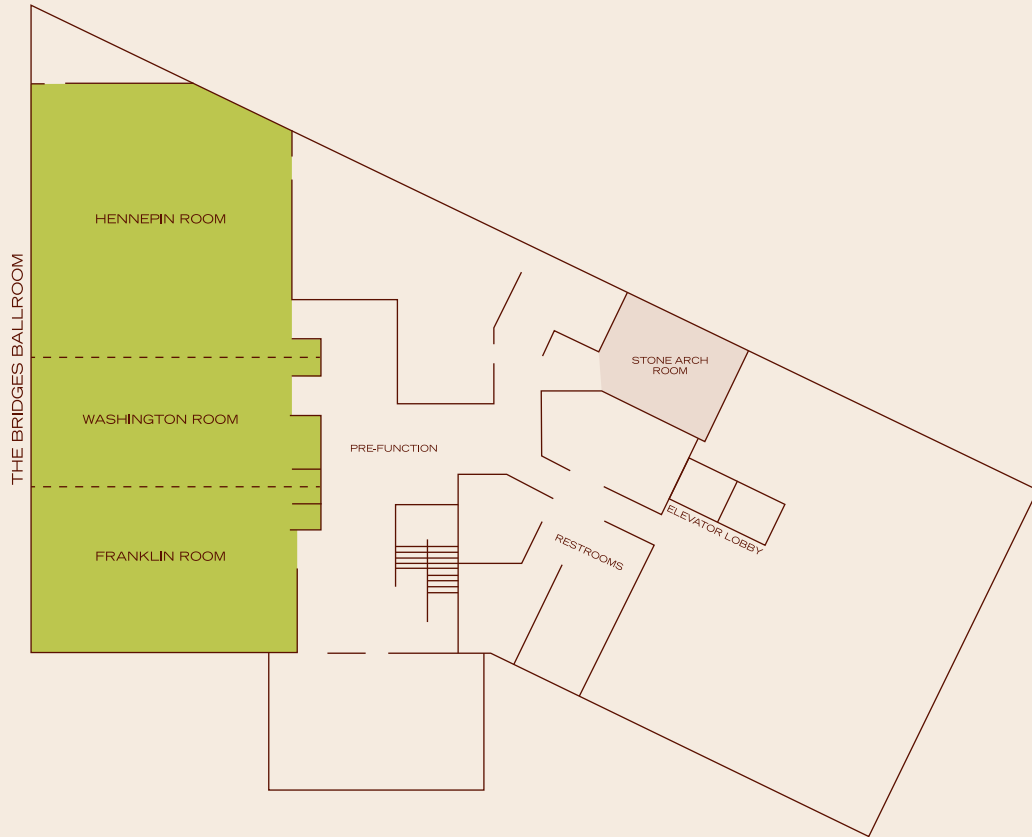 THE BRIDGES BALLROOM
HENNEPIN ROOM
WASHINGTON ROOM
FRANKLIN ROOM
PRE-FUNCTION
STONE ARCH
ROOM
RESTROOMS
ELEVATOR LOBBY